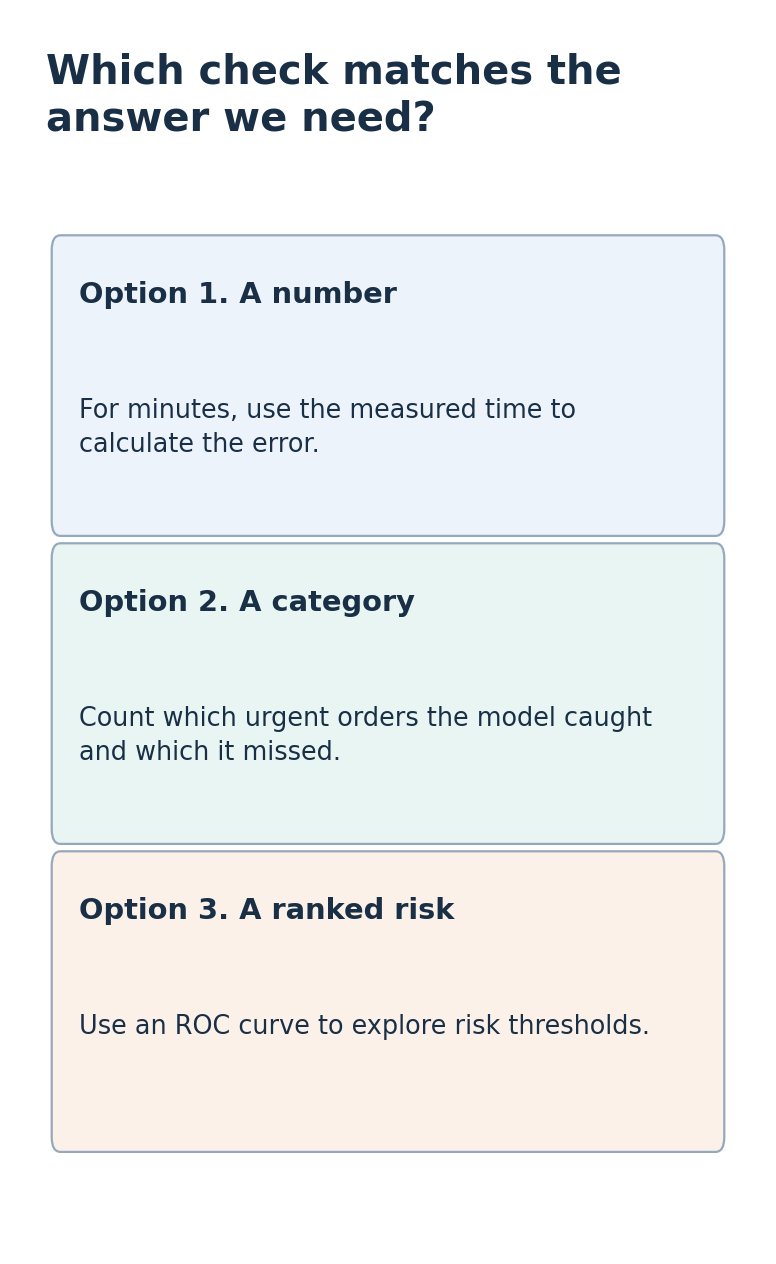 Which check matches the
answer we need?
Option 1. A number
For minutes, use the measured time to
calculate the error.
Option 2. A category
Count which urgent orders the model caught
and which it missed.
Option 3. A ranked risk
Use an ROC curve to explore risk thresholds.